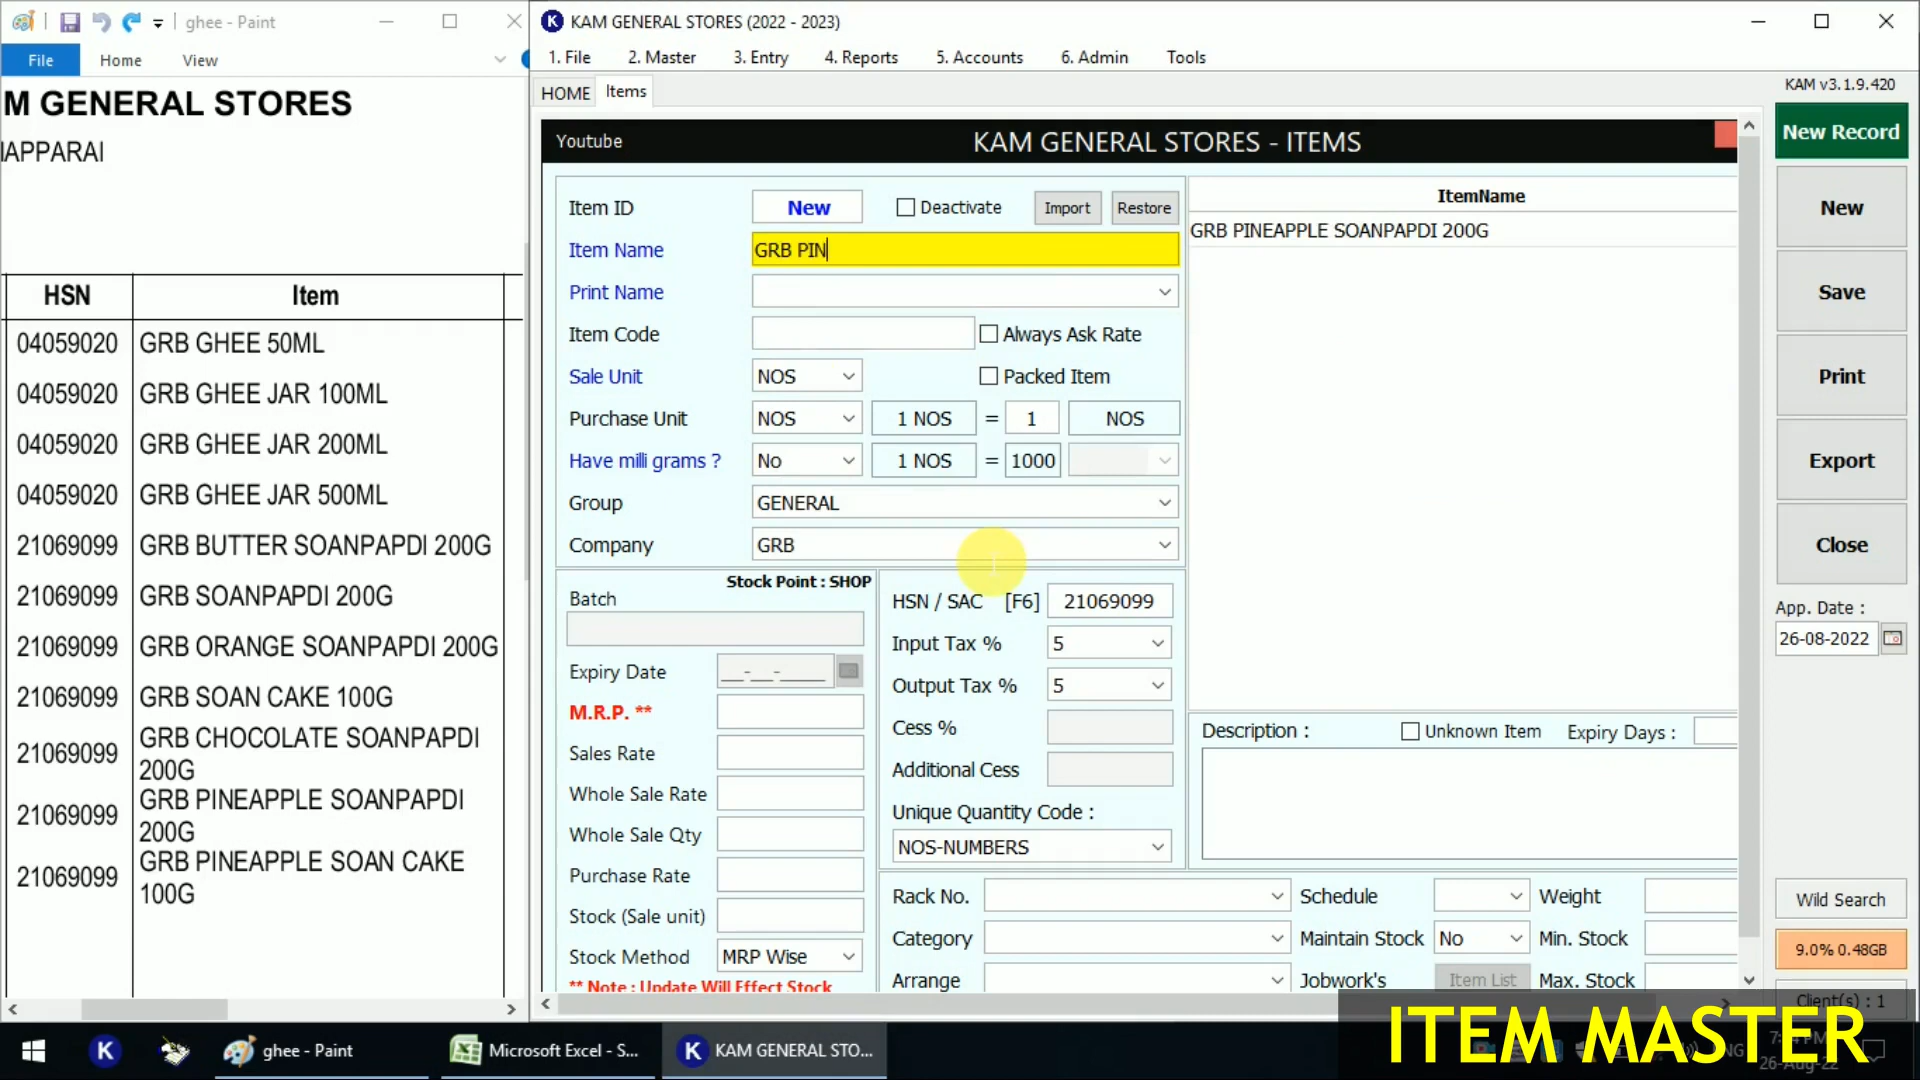 ghee - Paint
File
Home
View
M GENERAL STORES
IAPPARAI
HSN
Item
04059020
GRB GHEE 50ML
04059020
GRB GHEE JAR 100ML
04059020
GRB GHEE JAR 200ML
04059020
GRB GHEE JAR 500ML
21069099
GRB BUTTER SOANPAPDI 200G
21069099
GRB SOANPAPDI 200G
21069099
GRB ORANGE SOANPAPDI 200G
21069099
GRB SOAN CAKE 100G
21069099
GRB CHOCOLATE SOANPAPDI
200G
21069099
GRB PINEAPPLE SOANPAPDI
200G
21069099
GRB PINEAPPLE SOAN CAKE
100G
K
KAM GENERAL STORES (2022 - 2023)
1. File
2. Master
3. Entry
4. Reports
5. Accounts
6. Admin
Tools
HOME
Items
Youtube
KAM GENERAL STORES - ITEMS
Item ID
New
Deactivate
Import
Restore
Item Name
GRB PIN
Print Name
Item Code
Always Ask Rate
Sale Unit
NOS
Packed Item
Purchase Unit
NOS
1 NOS
=
1
NOS
Have milli grams ?
No
1 NOS
=
1000
Group
GENERAL
Company
GRB
Stock Point : SHOP
Batch
Expiry Date
__-__-____
M.R.P. **
Sales Rate
Whole Sale Rate
Whole Sale Qty
Purchase Rate
Stock (Sale unit)
Stock Method
MRP Wise
** Note : Update Will Effect Stock
HSN / SAC
[F6]
21069099
Input Tax %
5
Output Tax %
5
Cess %
Additional Cess
Unique Quantity Code :
NOS-NUMBERS
ItemName
GRB PINEAPPLE SOANPAPDI 200G
Description :
Unknown Item
Expiry Days :
Rack No.
Schedule
Weight
Category
Maintain Stock
No
Min. Stock
Arrange
Jobwork's
Item List
Max. Stock
KAM v3.1.9.420
New Record
New
Save
Print
Export
Close
App. Date :
26-08-2022
Wild Search
9.0% 0.48GB
Client(s) : 1
K
ghee - Paint
Microsoft Excel - S...
K
KAM GENERAL STO...
26-Aug-22
ITEM MASTER